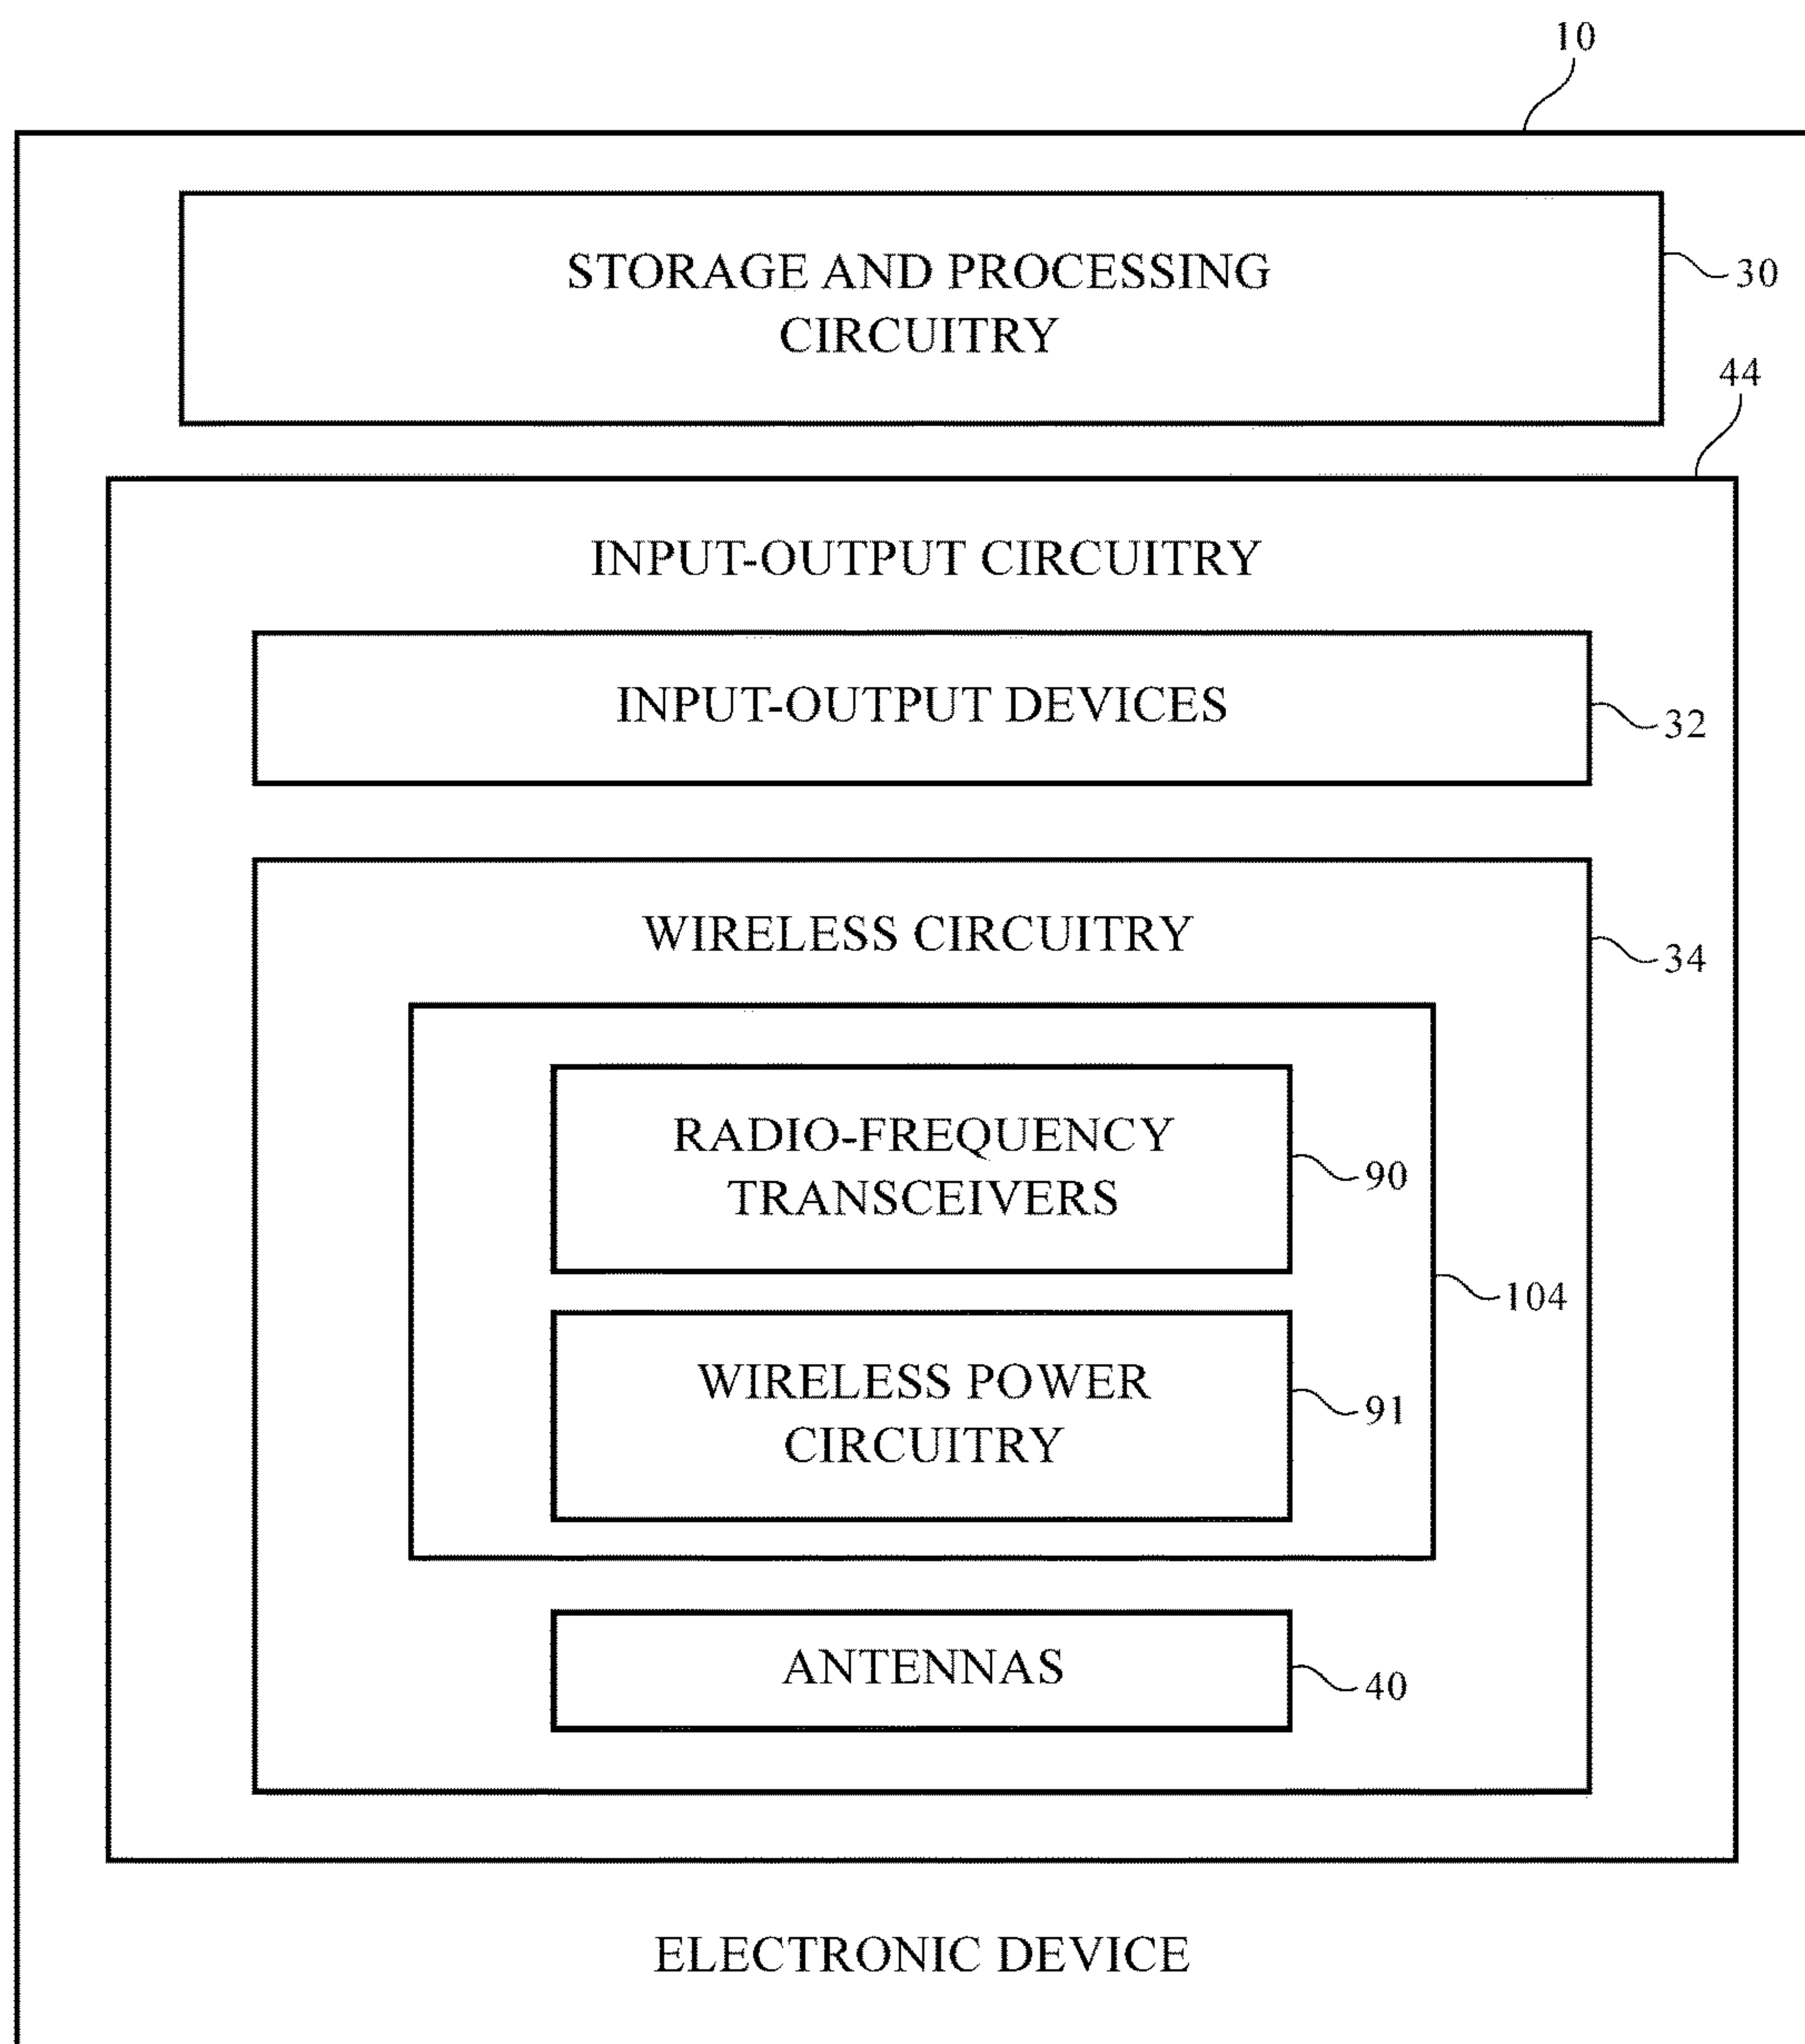 10
STORAGE AND PROCESSING
CIRCUITRY
30
44
INPUT-OUTPUT CIRCUITRY
INPUT-OUTPUT DEVICES
32
WIRELESS CIRCUITRY
34
RADIO-FREQUENCY
TRANSCEIVERS
90
104
WIRELESS POWER
CIRCUITRY
91
ANTENNAS
40
ELECTRONIC DEVICE